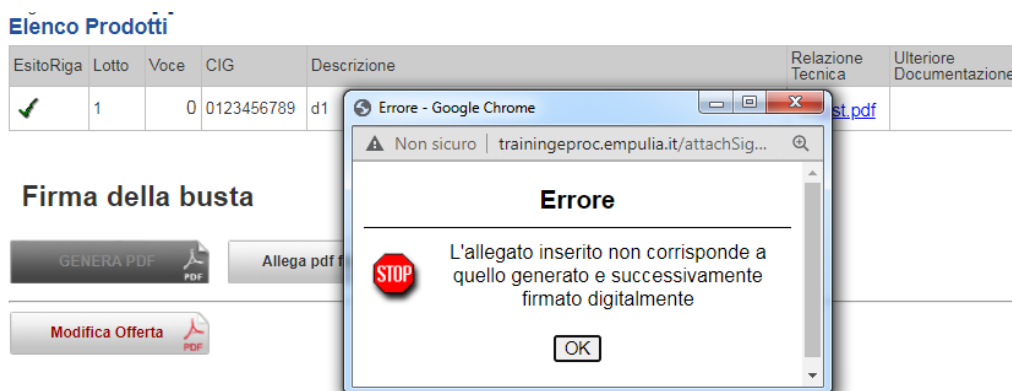 Elenco Prodotti
EsitoRiga Lotto Voce CIG Descrizione Relazione Tecnica Ulteriore Documentazione
1 0 0123456789 d1 st.pdf
Errore - Google Chrome
Non sicuro | trainingeproc.empulia.it/attachSig...
Errore
L'allegato inserito non corrisponde a
quello generato e successivamente
firmato digitalmente
OK
Firma della busta
GENERA PDF PDF
Allega pdf f
Modifica Offerta PDF
STOP